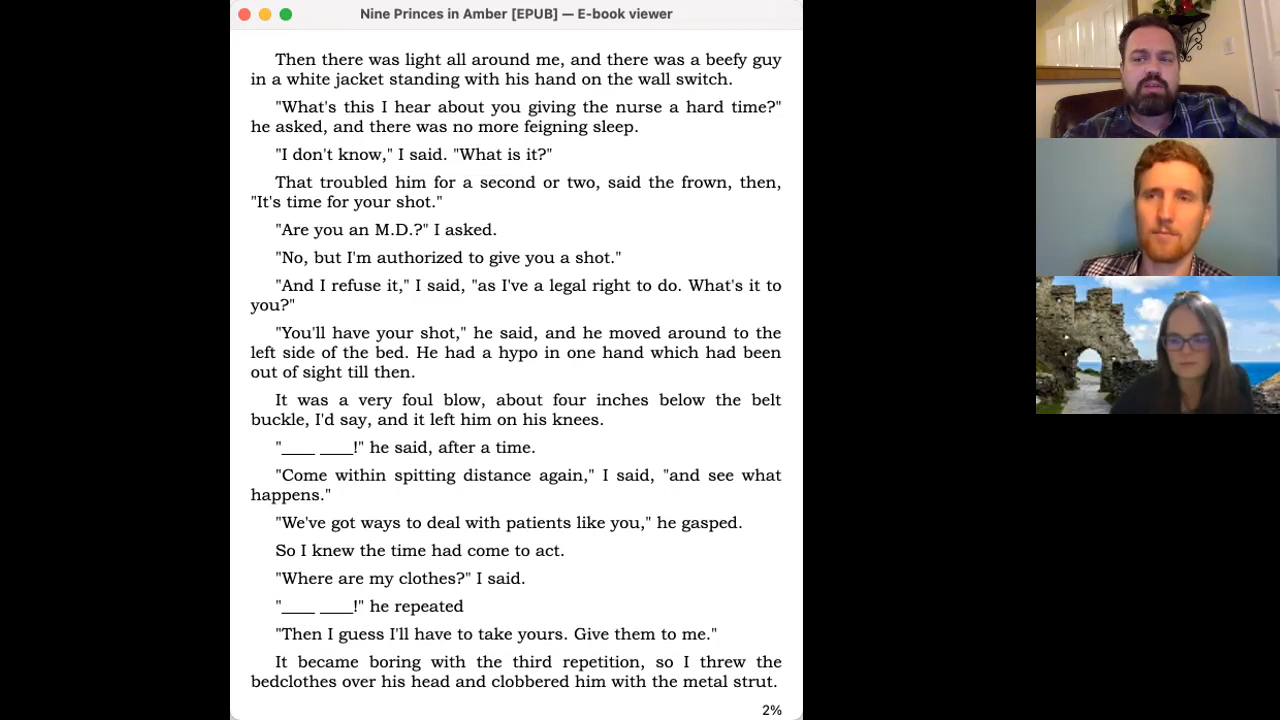 Nine Princes in Amber [EPUB] — E-book viewer
Then there was light all around me, and there was a beefy guy
in a white jacket standing with his hand on the wall switch.
"What's this I hear about you giving the nurse a hard time?"
he asked, and there was no more feigning sleep.
"I don't know," I said. "What is it?"
That troubled him for a second or two, said the frown, then,
"It's time for your shot."
"Are you an M.D.?" I asked.
"No, but I'm authorized to give you a shot."
"And I refuse it," I said, "as I've a legal right to do. What's it to
you?"
"You'll have your shot," he said, and he moved around to the
left side of the bed. He had a hypo in one hand which had been
out of sight till then.
It was a very foul blow, about four inches below the belt
buckle, I'd say, and it left him on his knees.
"____ ____!" he said, after a time.
"Come within spitting distance again," I said, "and see what
happens."
"We've got ways to deal with patients like you," he gasped.
So I knew the time had come to act.
"Where are my clothes?" I said.
"____ ____!" he repeated
"Then I guess I'll have to take yours. Give them to me."
It became boring with the third repetition, so I threw the
bedclothes over his head and clobbered him with the metal strut.
2%